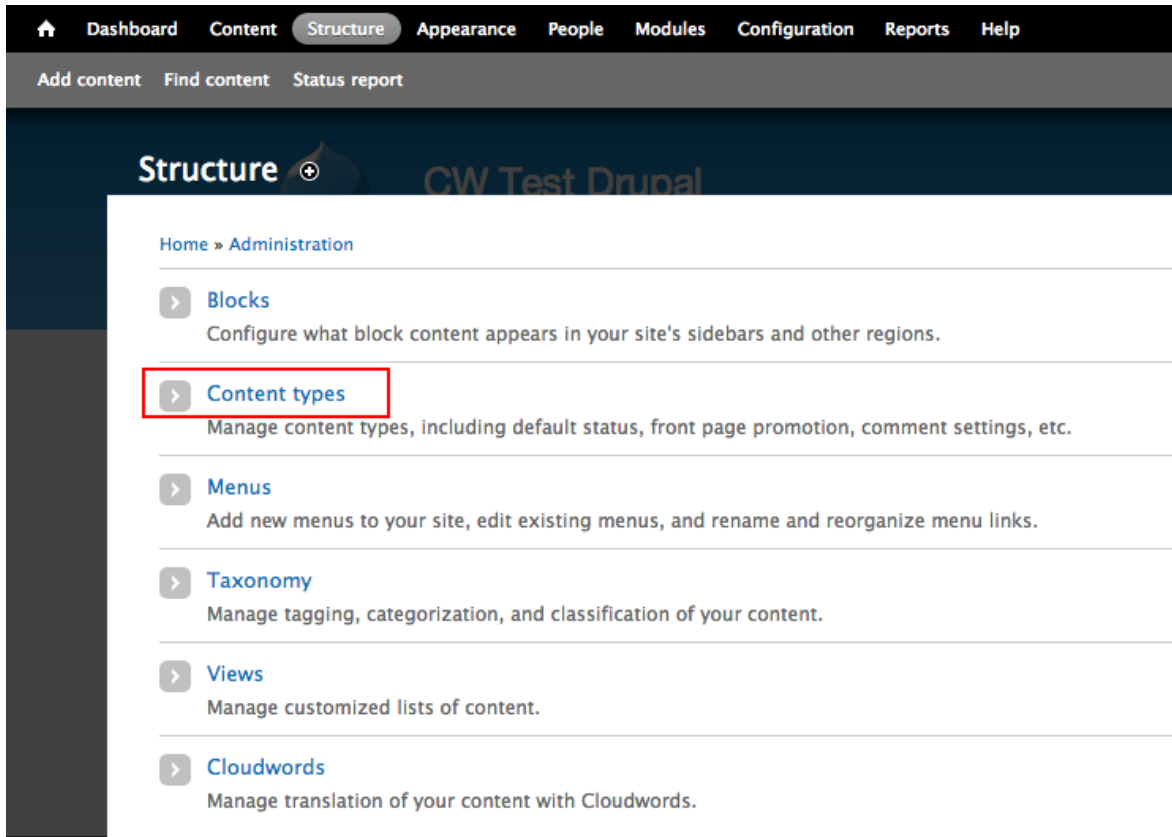 Dashboard Content Structure Appearance People Modules Configuration Reports Help
Add content Find content Status report
Structure
CW Test Drupal
Home » Administration
Blocks
Configure what block content appears in your site's sidebars and other regions.
Content types
Manage content types, including default status, front page promotion, comment settings, etc.
Menus
Add new menus to your site, edit existing menus, and rename and reorganize menu links.
Taxonomy
Manage tagging, categorization, and classification of your content.
Views
Manage customized lists of content.
Cloudwords
Manage translation of your content with Cloudwords.